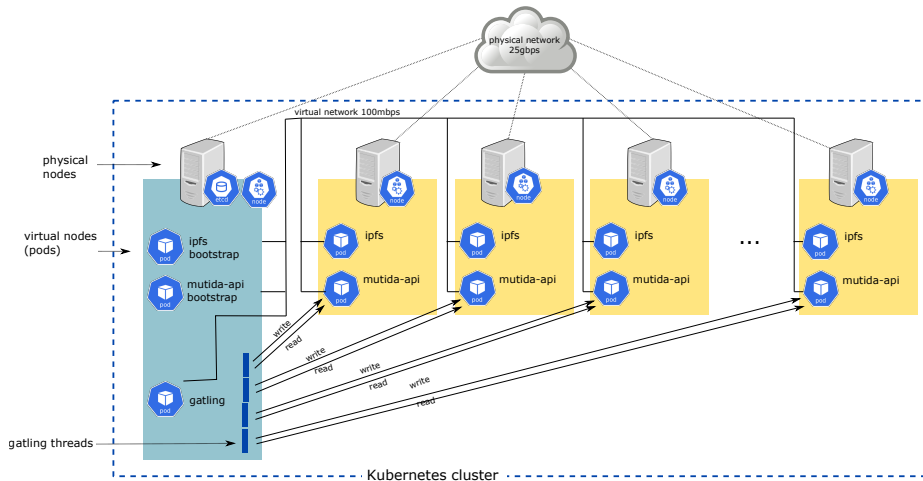 physical network
25gbps
virtual network 100mbps
physical
nodes
etcd
node
node
node
node
node
virtual nodes
(pods)
pod
ipfs
bootstrap
pod
ipfs
pod
ipfs
pod
ipfs
...
pod
ipfs
pod
mutida-api
bootstrap
pod
mutida-api
pod
mutida-api
pod
mutida-api
pod
mutida-api
write
read
write
read
write
read
write
read
pod
gatling
gatling threads
Kubernetes cluster